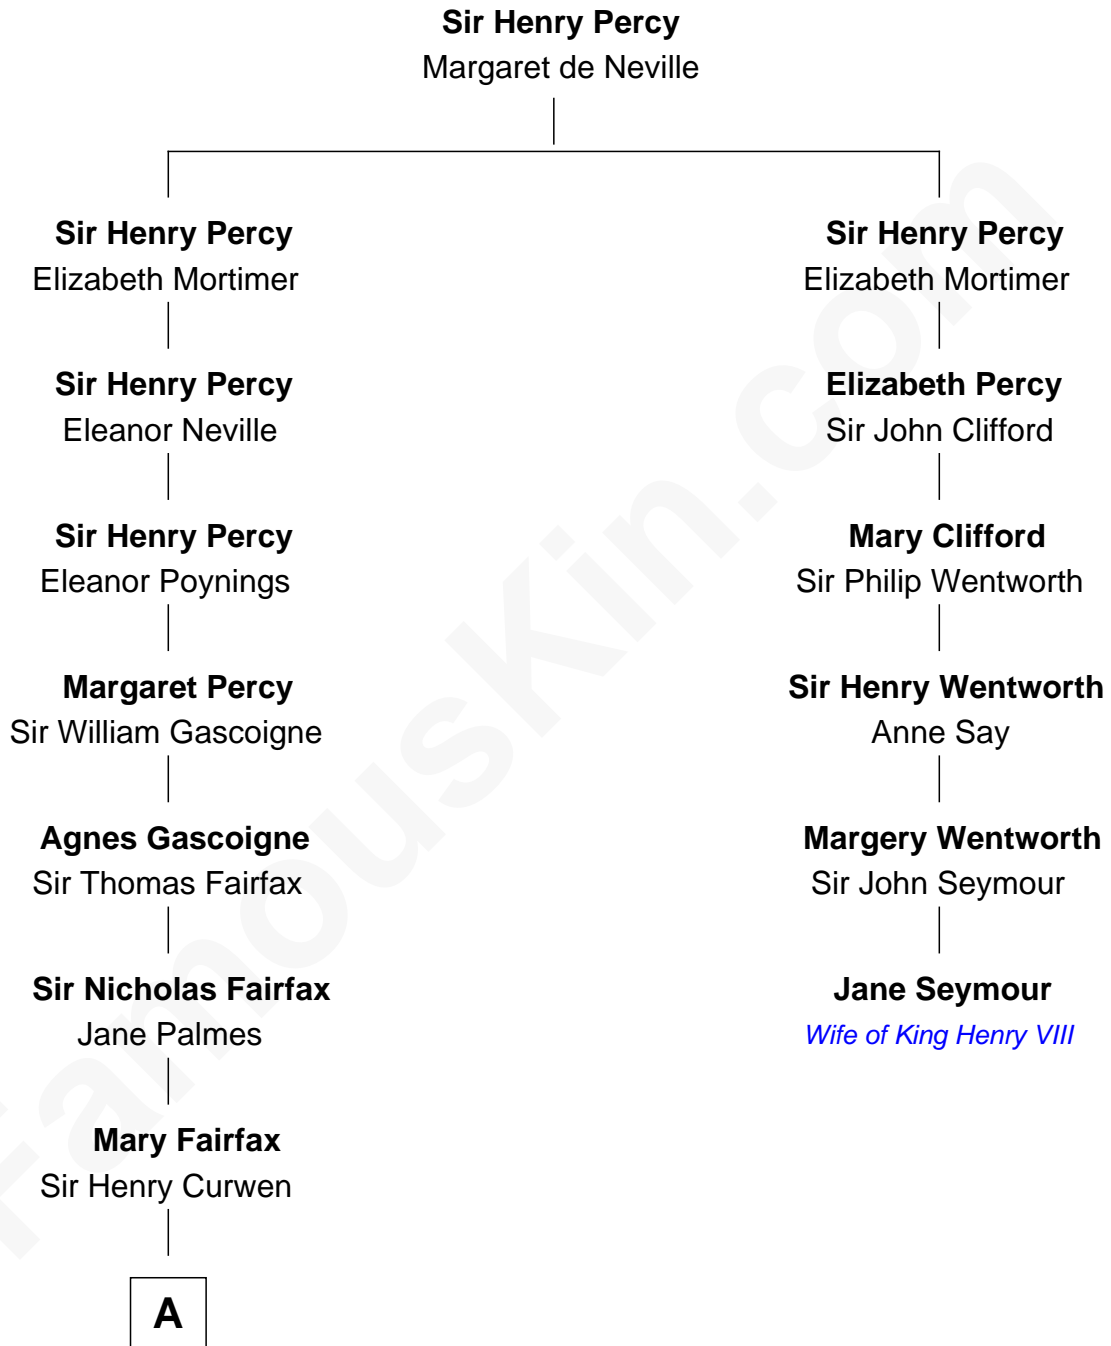 Sir Henry Percy
Margaret de Neville
Sir Henry Percy
Elizabeth Mortimer
Sir Henry Percy
Eleanor Neville
Sir Henry Percy
Eleanor Poynings
Margaret Percy
Sir William Gascoigne
Agnes Gascoigne
Sir Thomas Fairfax
Sir Nicholas Fairfax
Jane Palmes
Mary Fairfax
Sir Henry Curwen
A
Sir Henry Percy
Elizabeth Mortimer
Elizabeth Percy
Sir John Clifford
Mary Clifford
Sir Philip Wentworth
Sir Henry Wentworth
Anne Say
Margery Wentworth
Sir John Seymour
Jane Seymour
Wife of King Henry VIII
FamousKin.com